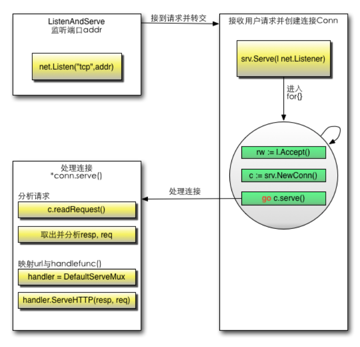 ListenAndServe
监听端口addr
net.Listen("tcp",addr)
接到请求并转交
接收用户请求并创建连接Conn
srv.Serve(l net.Listener)
进入
for{}
rw := l.Accept()
c := srv.NewConn()
go c.serve()
处理连接
处理连接
*conn.serve()
分析请求
c.readRequest()
取出并分析resp, req
映射url与handlefunc()
handler = DefaultServeMux
handler.ServeHTTP(resp, req)